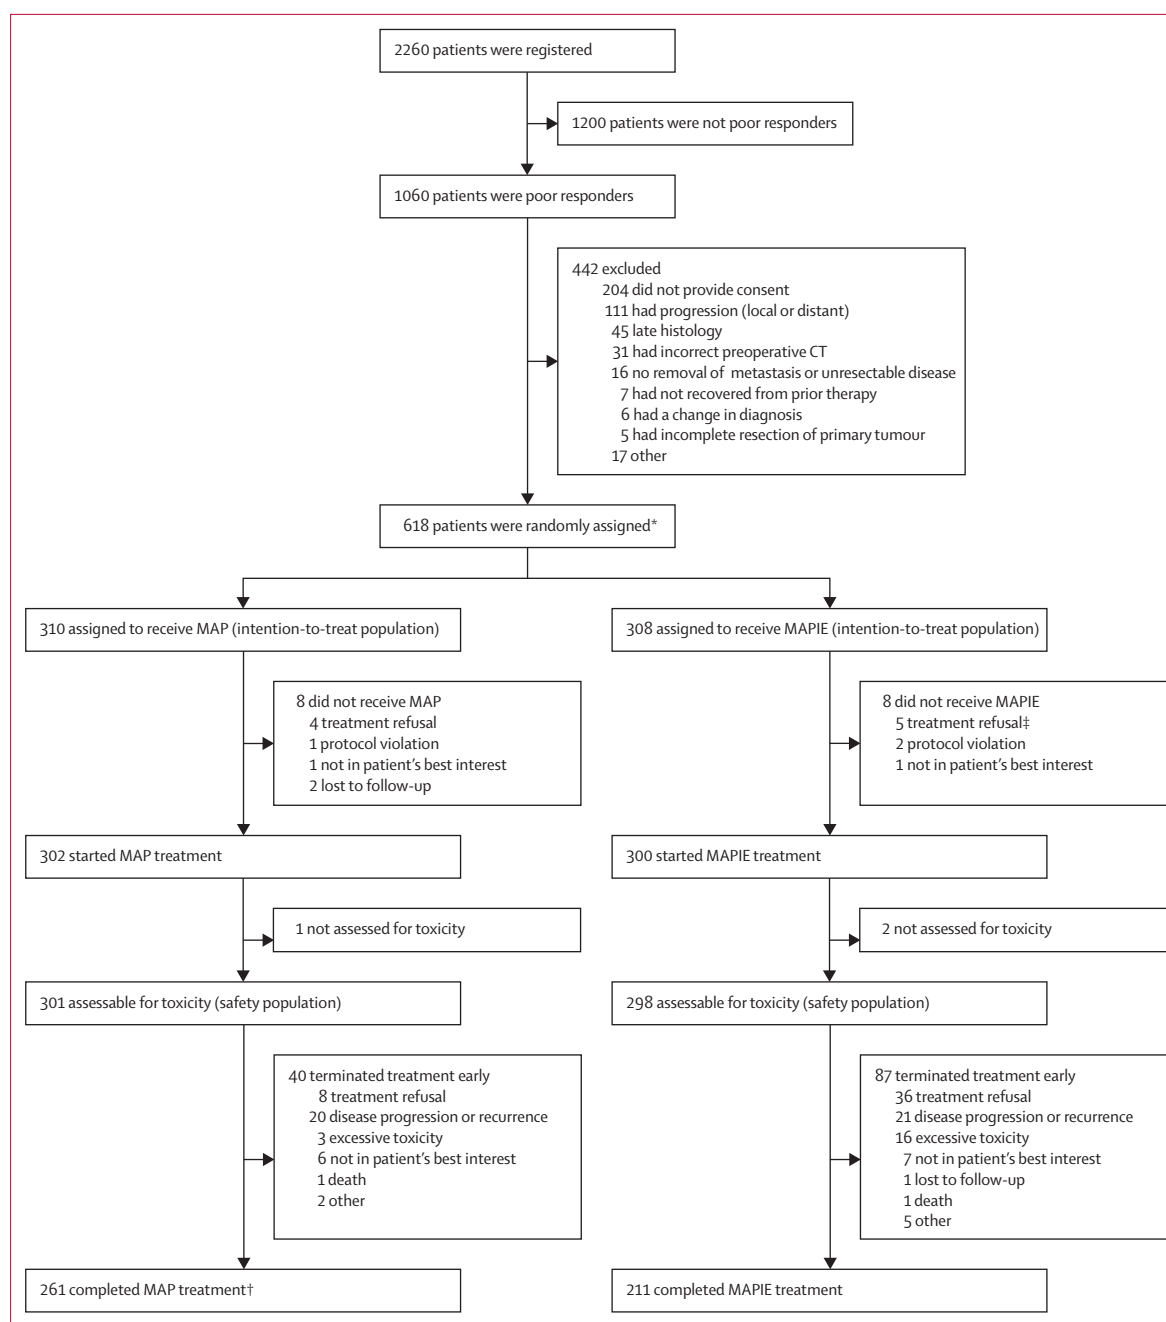 2260 patients were registered
1200 patients were not poor responders
1060 patients were poor responders
442 excluded
204 did not provide consent
111 had progression (local or distant)
45 late histology
31 had incorrect preoperative CT
16 no removal of metastasis or unresectable disease
7 had not recovered from prior therapy
6 had a change in diagnosis
5 had incomplete resection of primary tumour
17 other
618 patients were randomly assigned*
310 assigned to receive MAP (intention-to-treat population)
308 assigned to receive MAPIE (intention-to-treat population)
8 did not receive MAP
4 treatment refusal
1 protocol violation
1 not in patient's best interest
2 lost to follow-up
8 did not receive MAPIE
5 treatment refusal‡
2 protocol violation
1 not in patient's best interest
302 started MAP treatment
300 started MAPIE treatment
1 not assessed for toxicity
2 not assessed for toxicity
301 assessable for toxicity (safety population)
298 assessable for toxicity (safety population)
40 terminated treatment early
8 treatment refusal
20 disease progression or recurrence
3 excessive toxicity
6 not in patient's best interest
1 death
2 other
87 terminated treatment early
36 treatment refusal
21 disease progression or recurrence
16 excessive toxicity
7 not in patient's best interest
1 lost to follow-up
1 death
5 other
261 completed MAP treatment†
211 completed MAPIE treatment